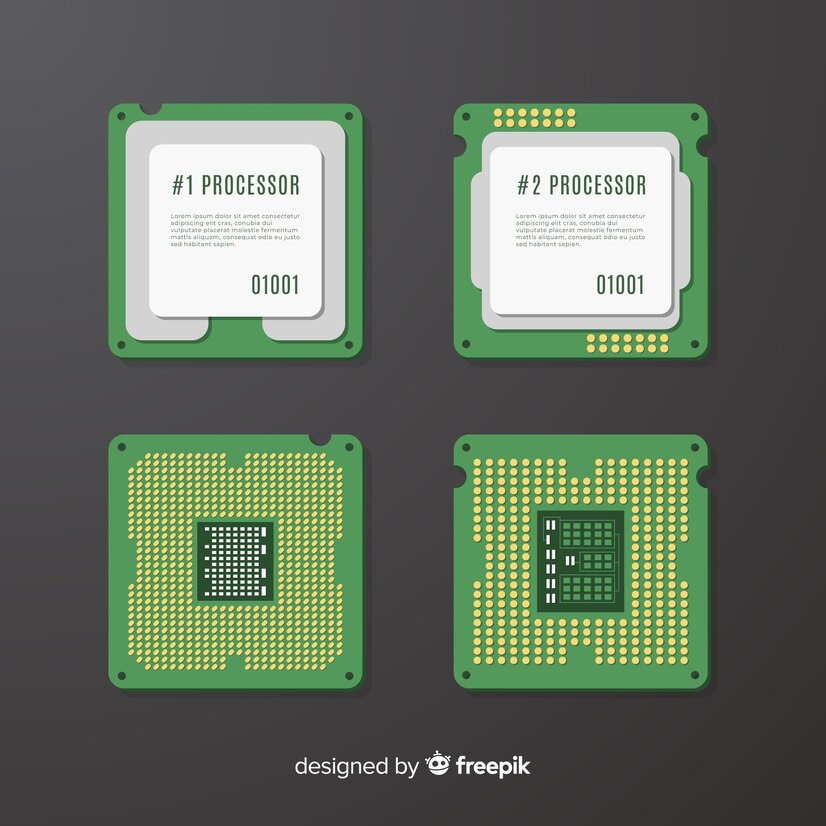 #1 PROCESSOR
Lorem ipsum dolor sit amet consectetur
adipiscing elit cras, conubia dui
vulputate placerat molestie fermentum
mattis aliquam, consequat odio eu justo
sed habitant sapien.
01001
#2 PROCESSOR
Lorem ipsum dolor sit amet consectetur
adipiscing elit cras, conubia dui
vulputate placerat molestie fermentum
mattis aliquam, consequat odio eu justo
sed habitant sapien.
01001
designed by freepik